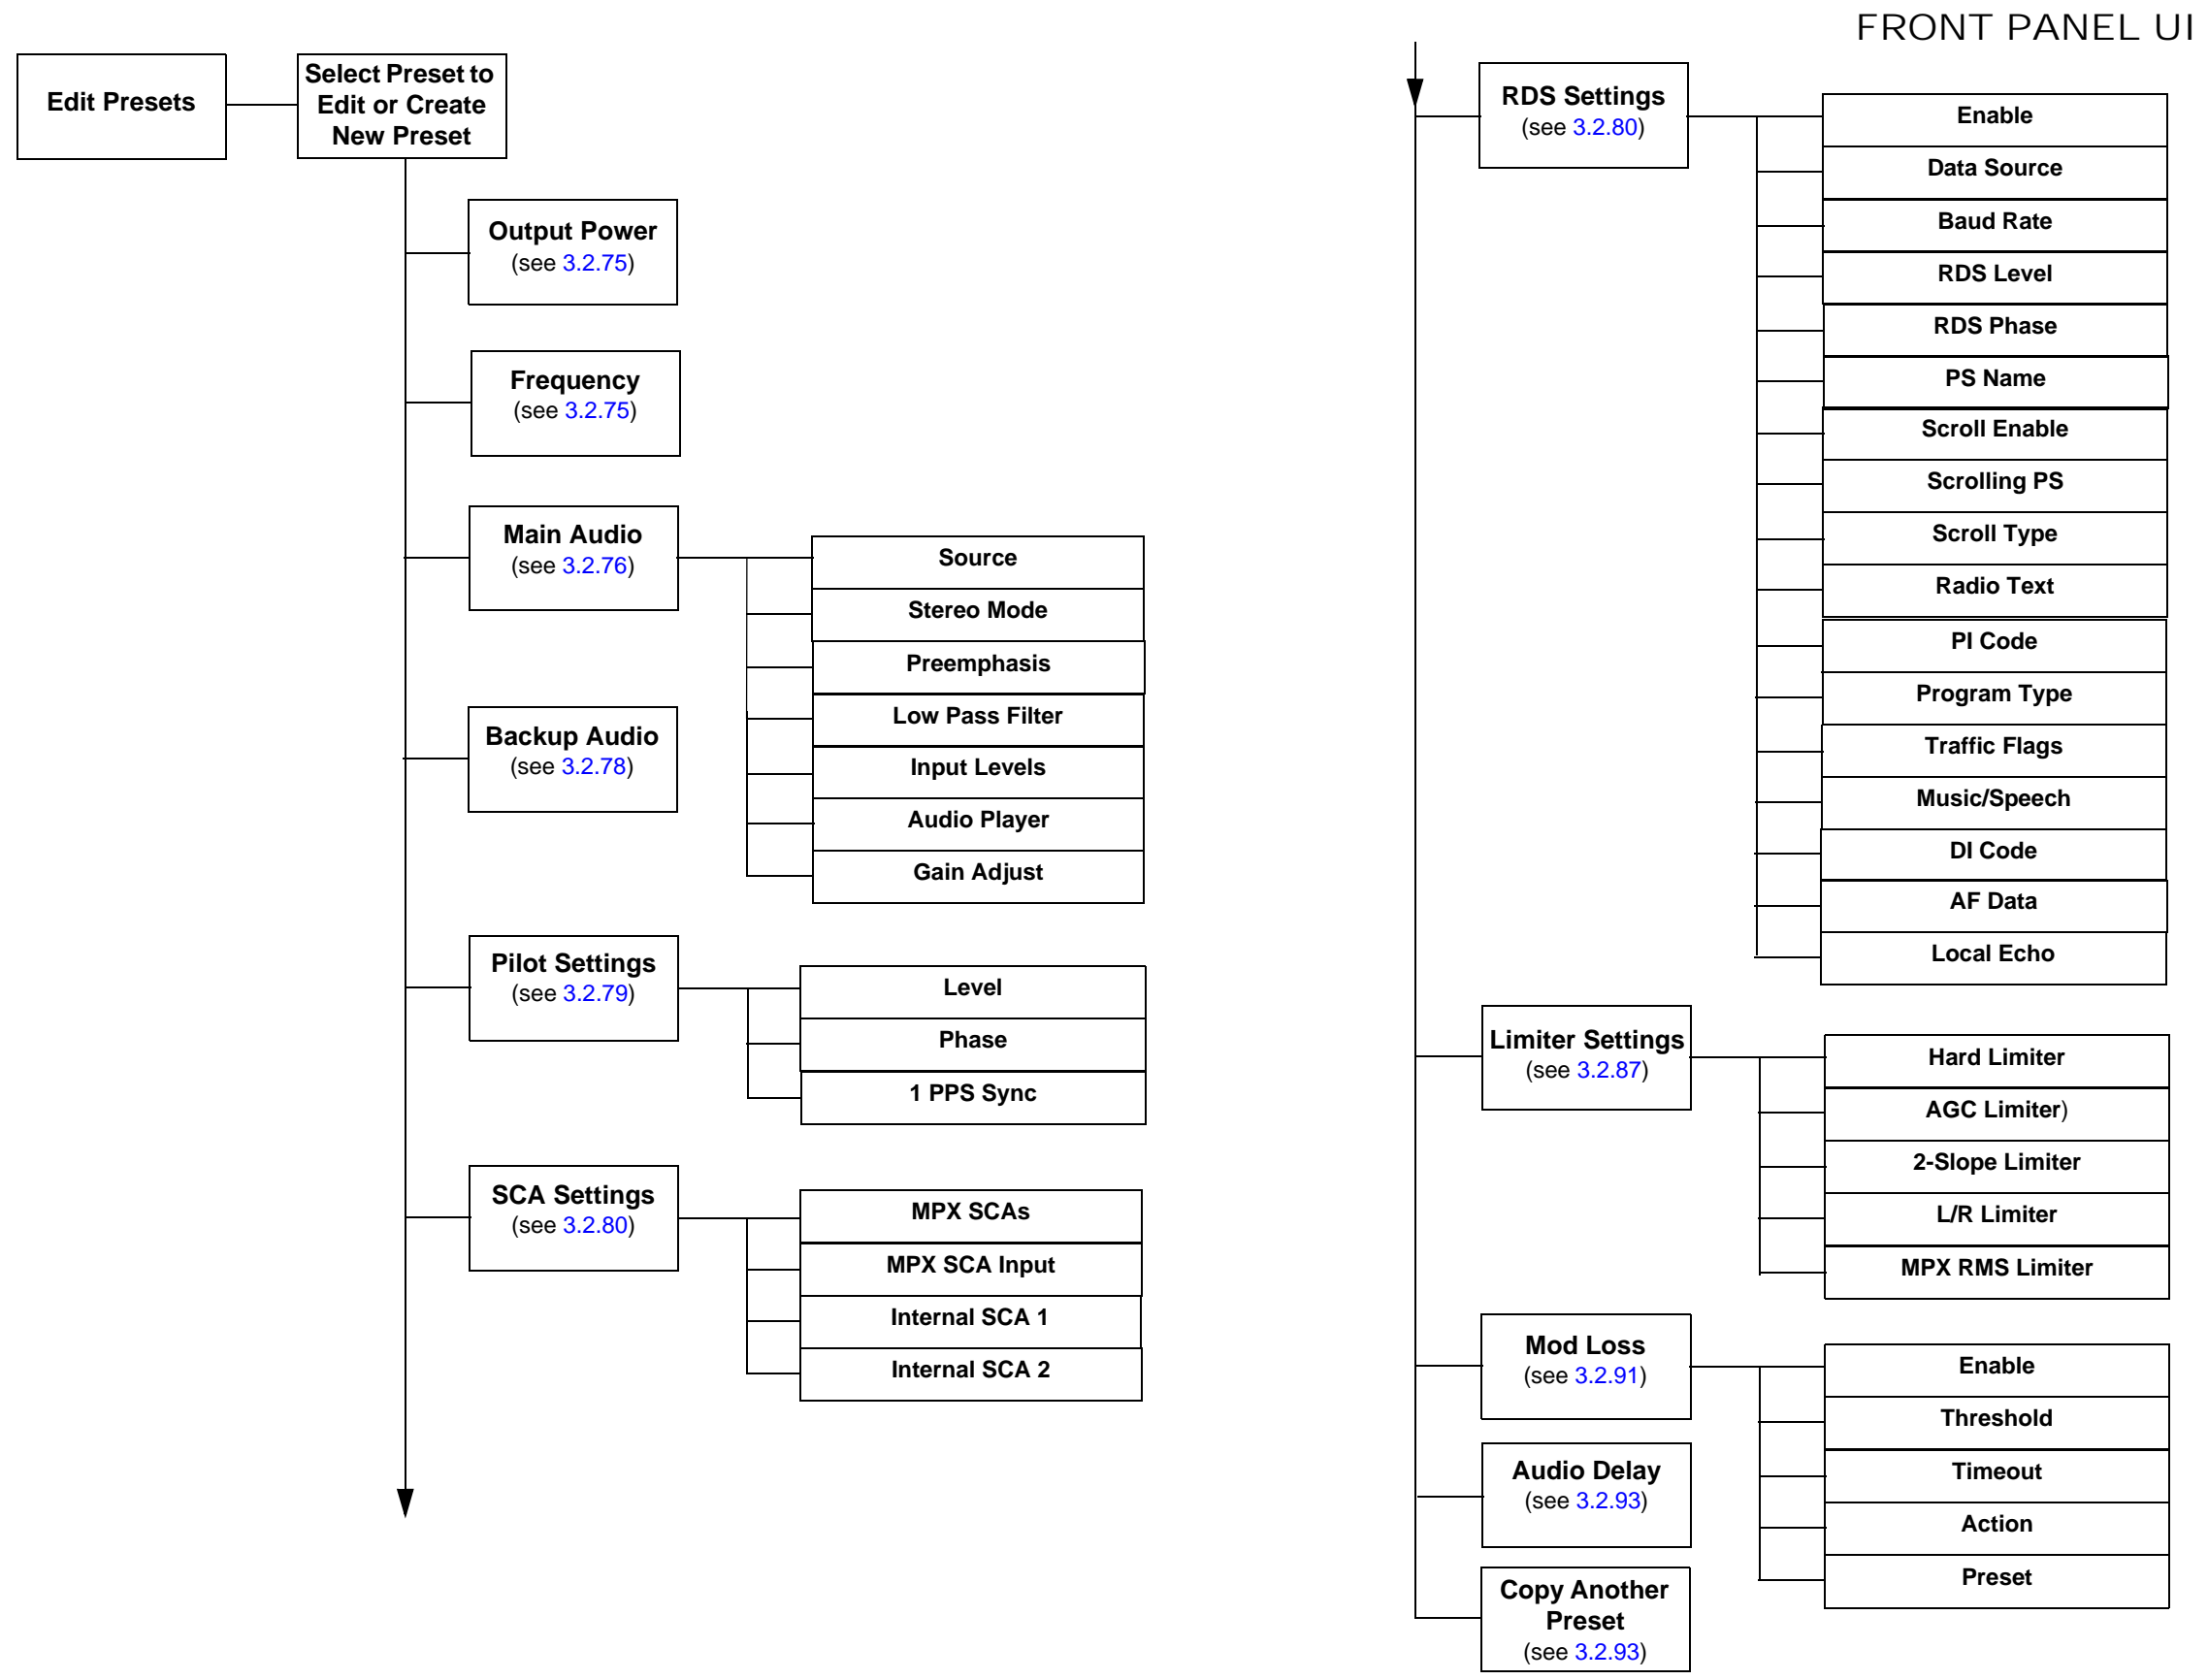 FRONT PANEL UI
Edit Presets
Select Preset to
Edit or Create
New Preset
Output Power
(see 3.2.75)
Frequency
(see 3.2.75)
Main Audio
(see 3.2.76)
Source
Stereo Mode
Preemphasis
Low Pass Filter
Input Levels
Audio Player
Gain Adjust
Backup Audio
(see 3.2.78)
Pilot Settings
(see 3.2.79)
Level
Phase
1 PPS Sync
SCA Settings
(see 3.2.80)
MPX SCAs
MPX SCA Input
Internal SCA 1
Internal SCA 2
RDS Settings
(see 3.2.80)
Enable
Data Source
Baud Rate
RDS Level
RDS Phase
PS Name
Scroll Enable
Scrolling PS
Scroll Type
Radio Text
PI Code
Program Type
Traffic Flags
Music/Speech
DI Code
AF Data
Local Echo
Limiter Settings
(see 3.2.87)
Hard Limiter
AGC Limiter)
2-Slope Limiter
L/R Limiter
MPX RMS Limiter
Mod Loss
(see 3.2.91)
Enable
Threshold
Timeout
Action
Preset
Audio Delay
(see 3.2.93)
Copy Another
Preset
(see 3.2.93)